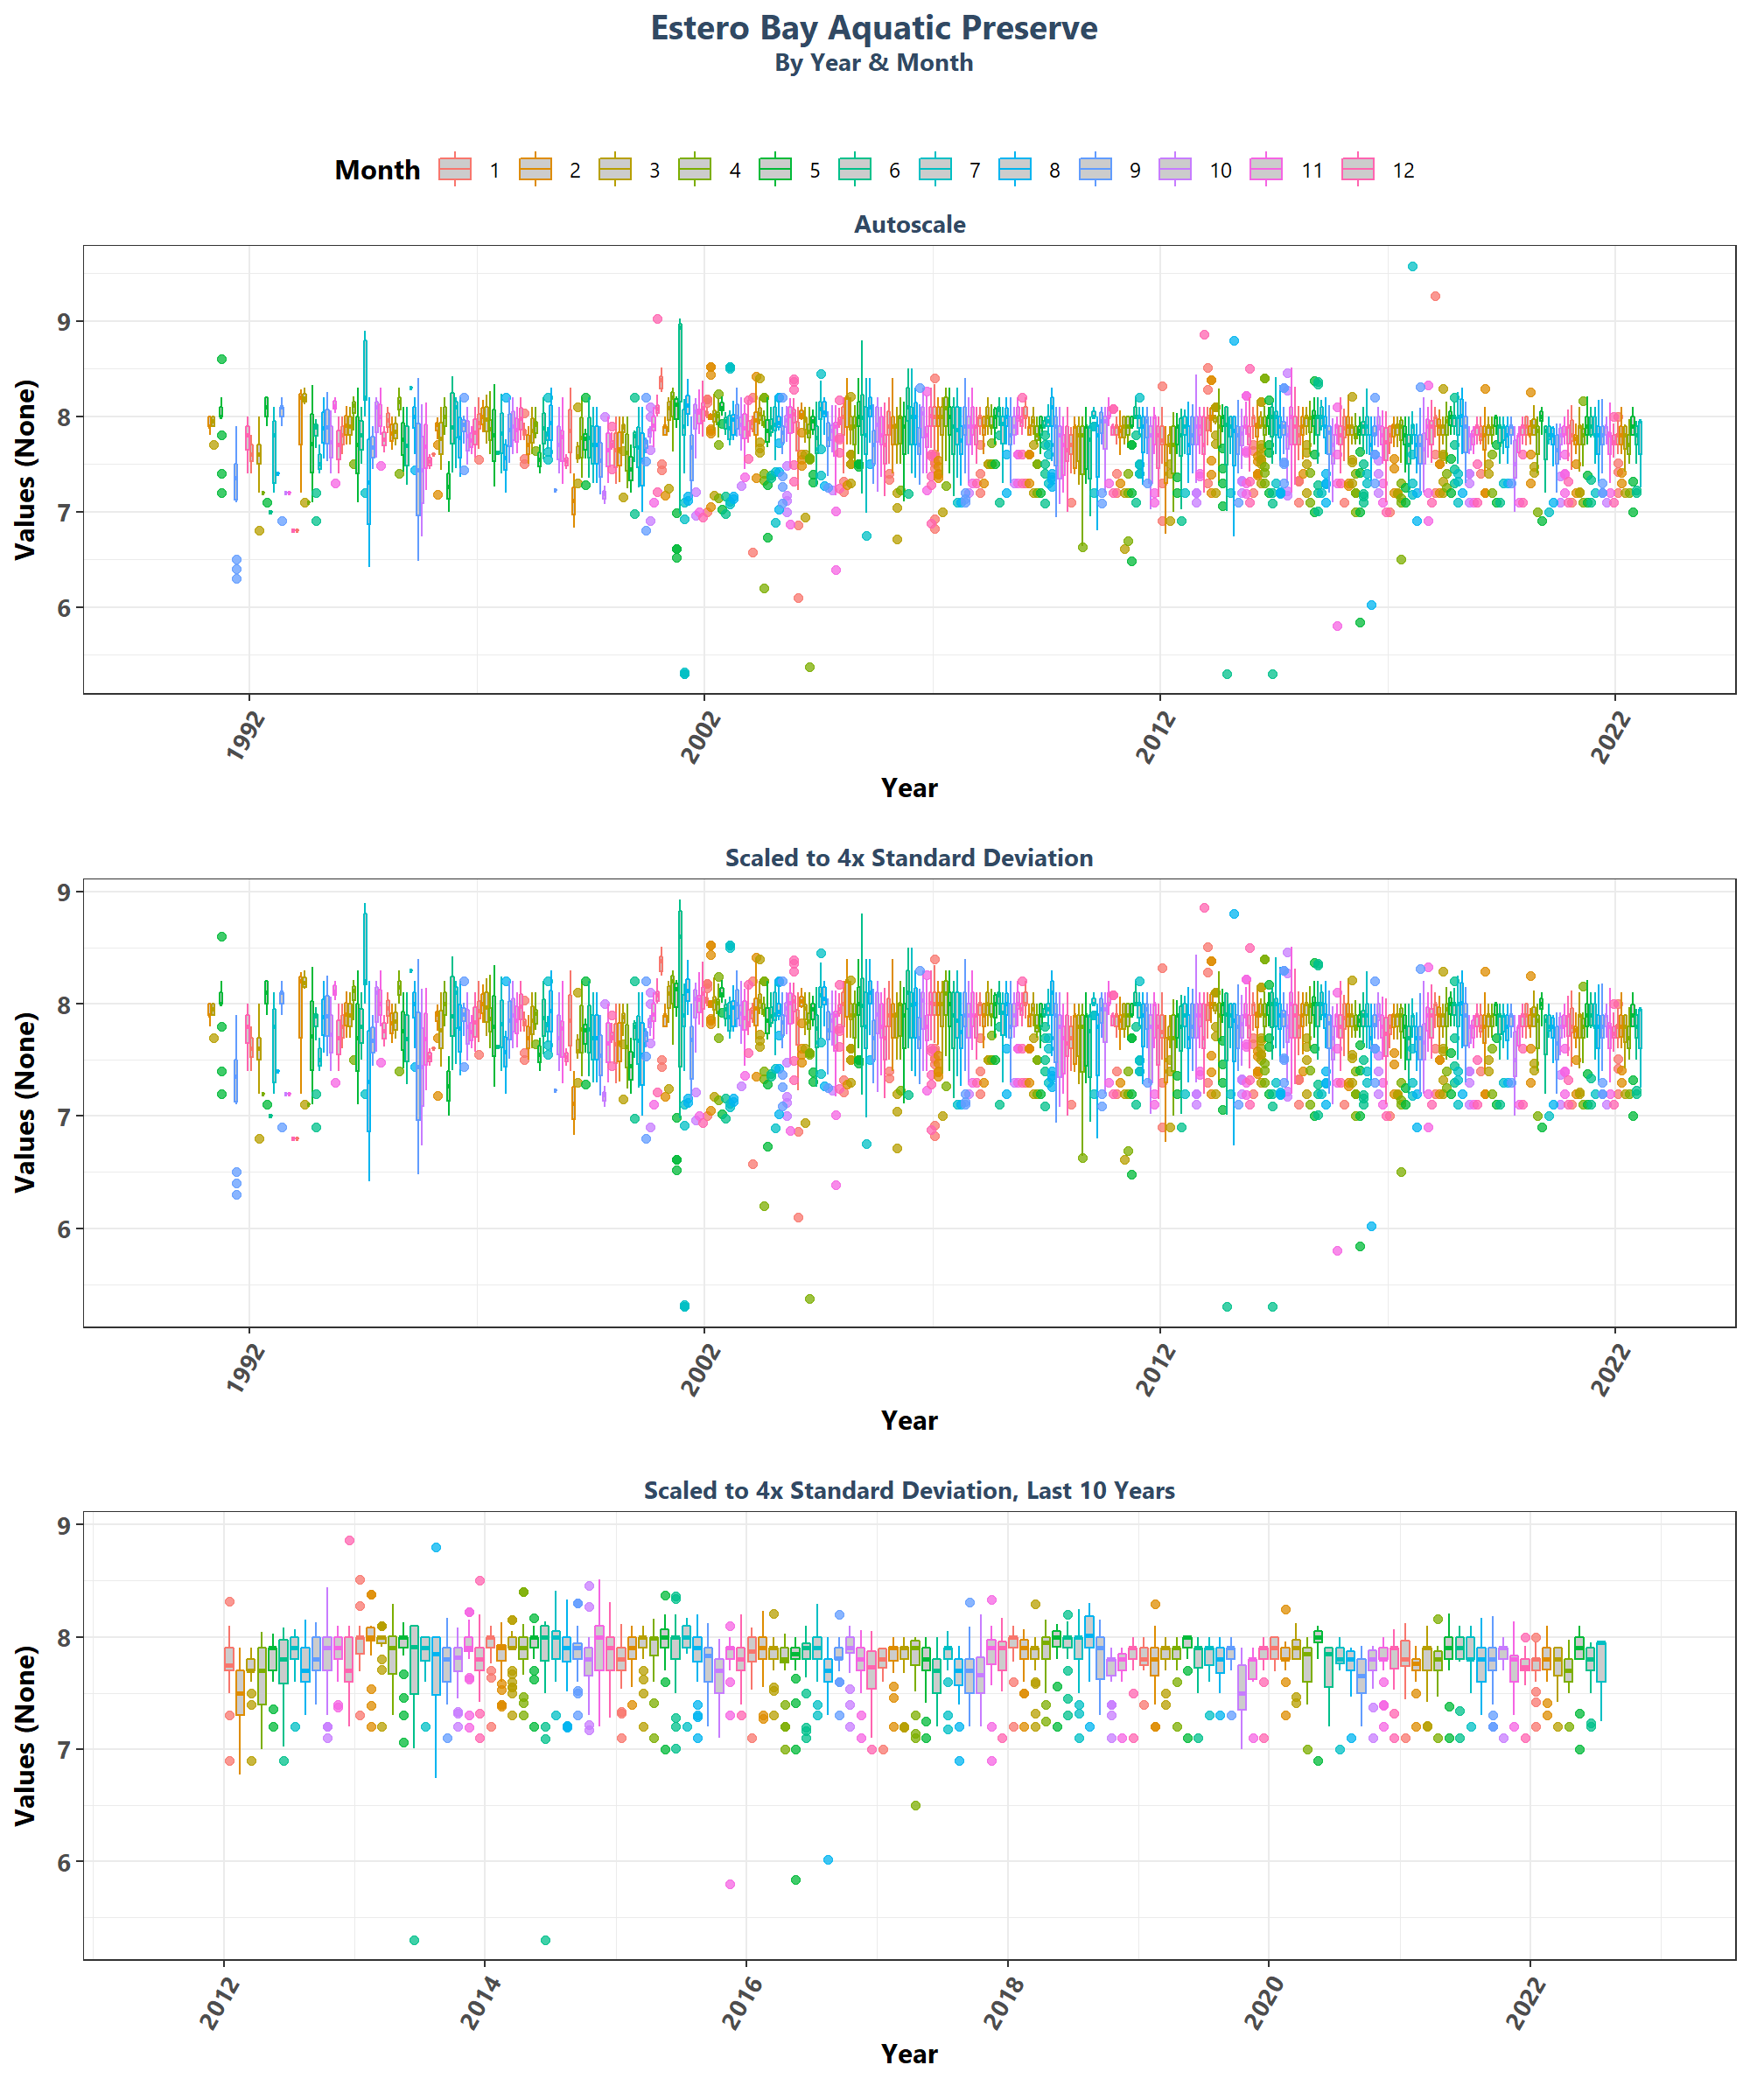 Estero Bay Aquatic Preserve
By Year & Month
Month 1 2 3 4 5 6 7 8 9 10 11 12
Autoscale
Values (None)
9
8
7
6
1992 2002 2012 2022
Year
Scaled to 4x Standard Deviation
Values (None)
9
8
7
6
1992 2002 2012 2022
Year
Scaled to 4x Standard Deviation, Last 10 Years
Values (None)
9
8
7
6
2012 2014 2016 2018 2020 2022
Year